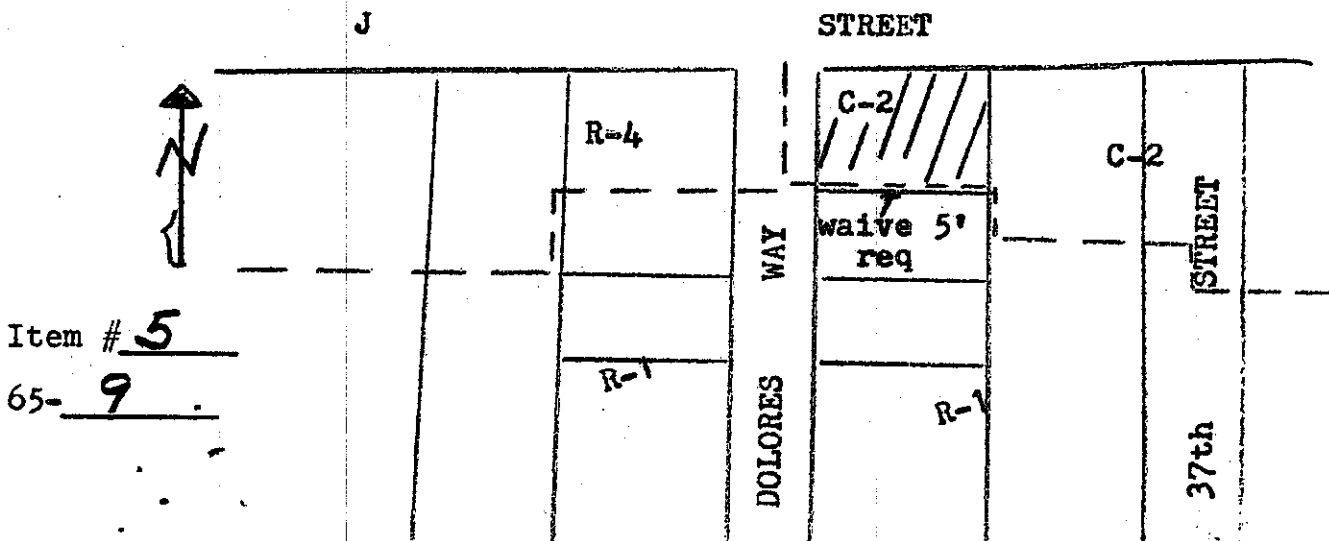 J STREET
N
C-2
R-4
C-2
waive 5'
req
WAY
STREET
Item # 5
65- 9
R-1
R-1
DOLORES
37th